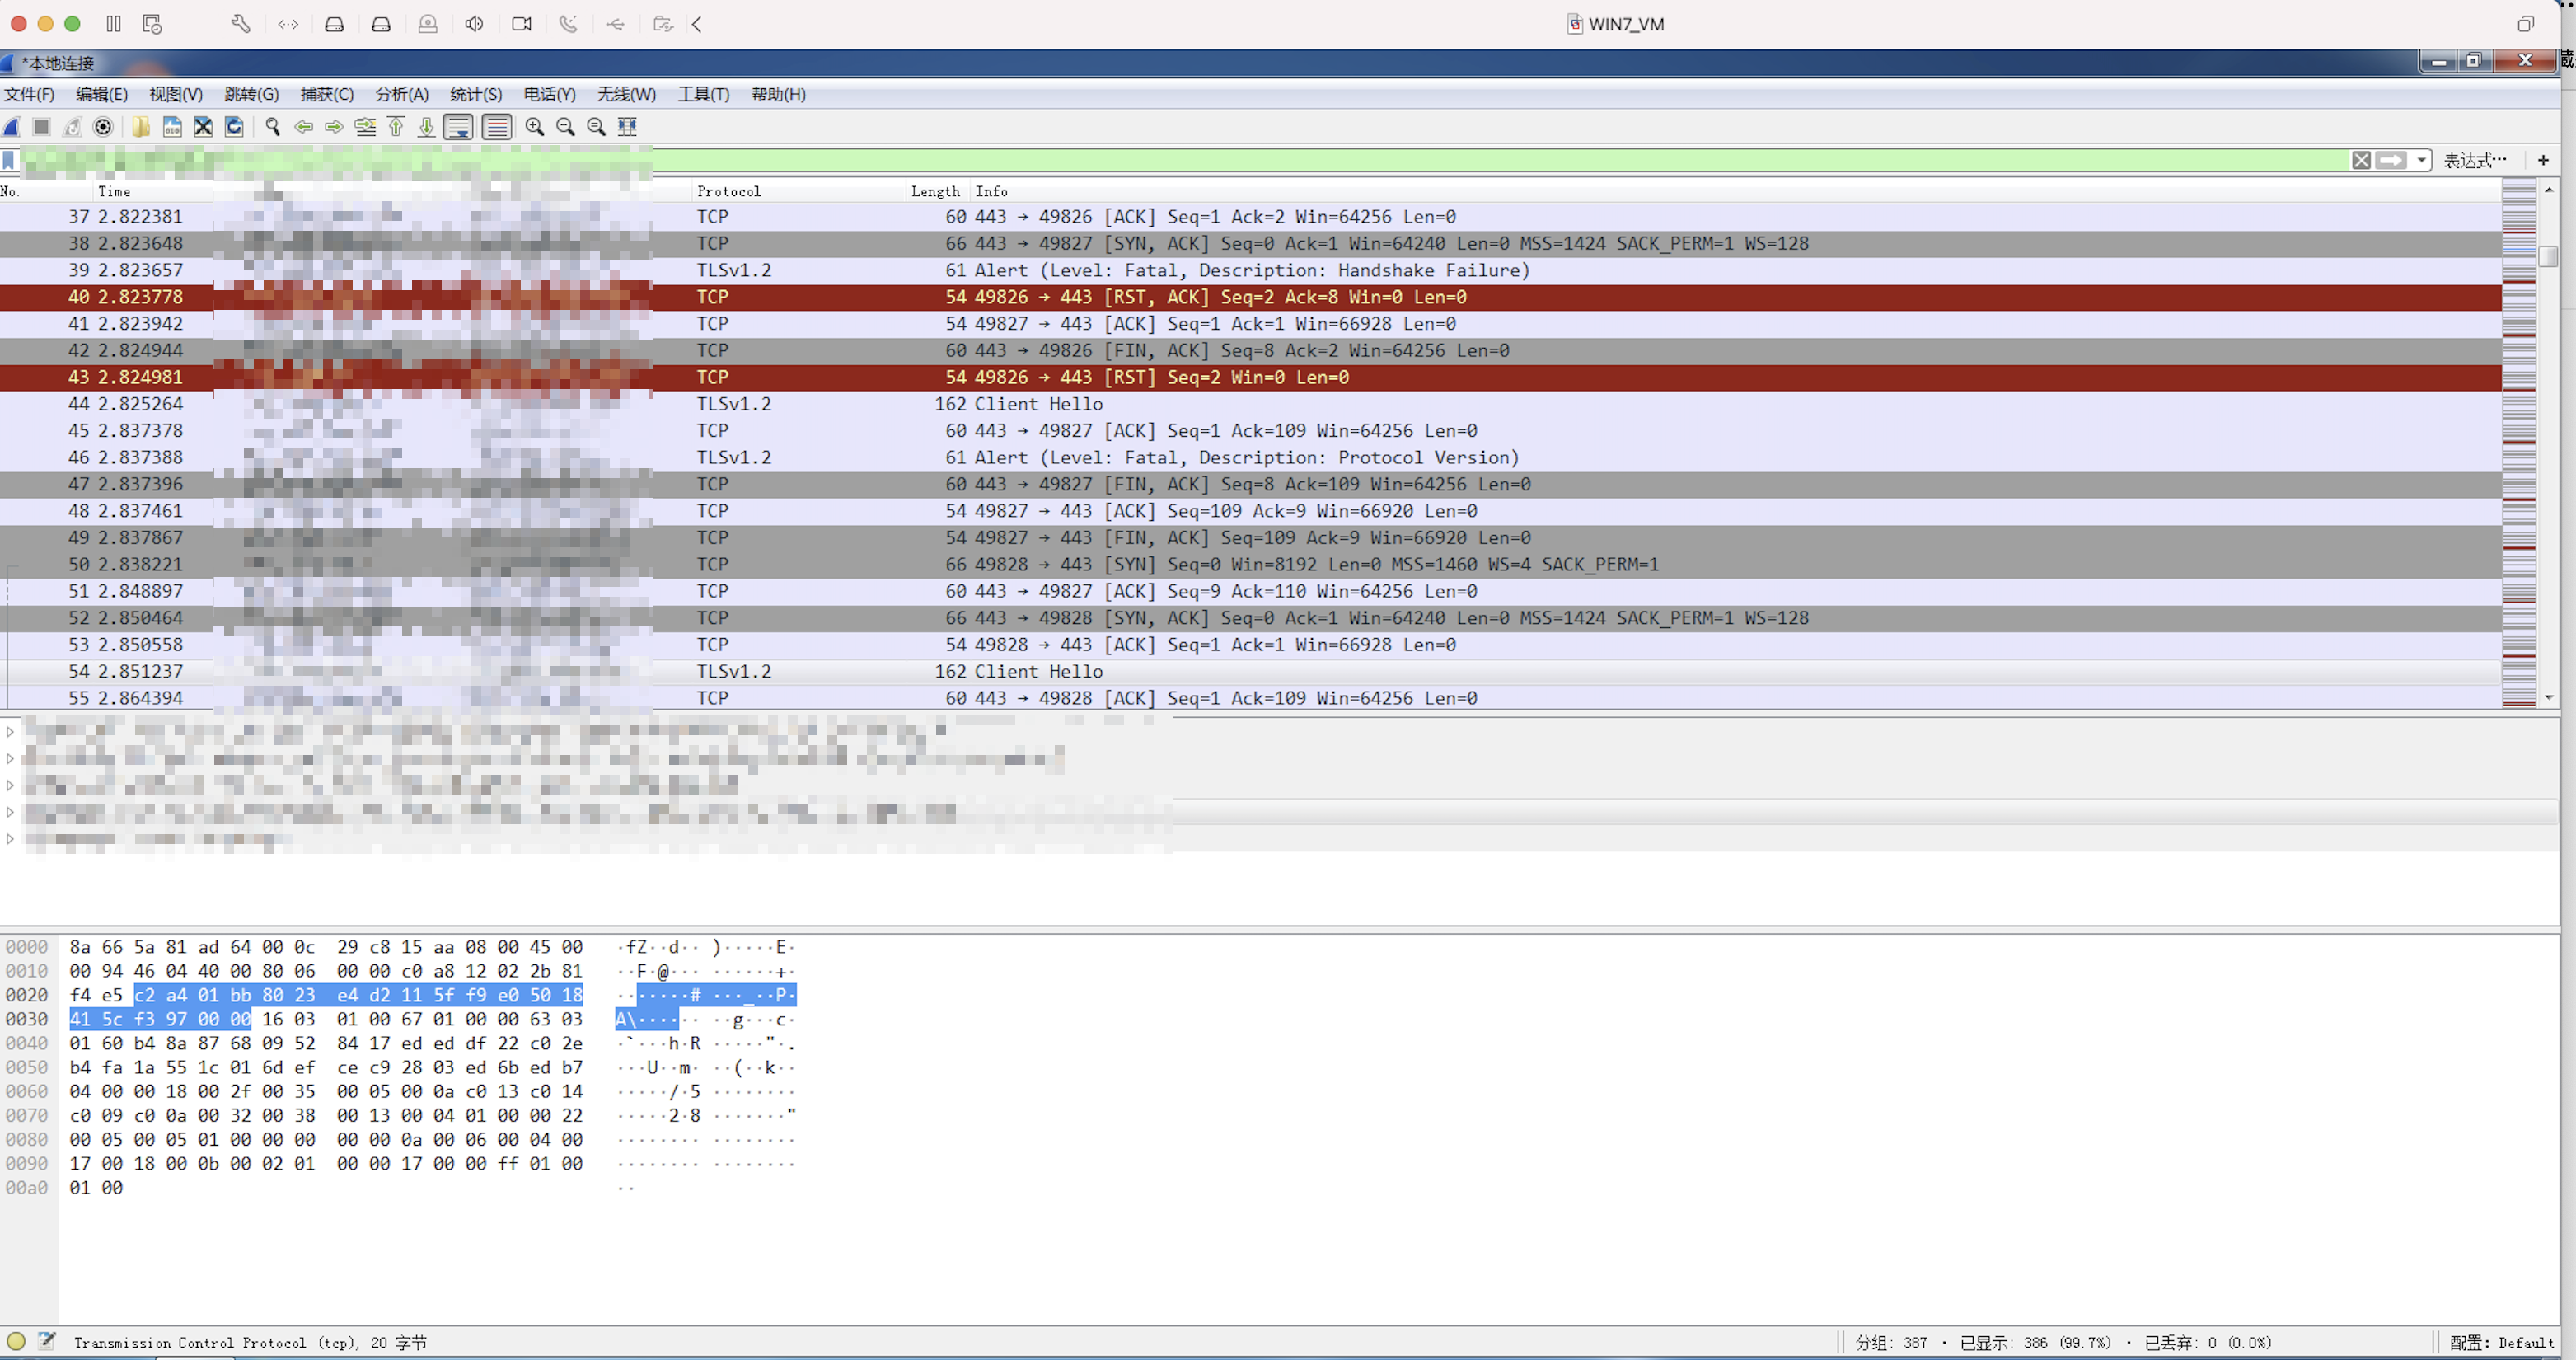 WIN7_VM
*本地连接
文件(F) 编辑(E) 视图(V) 跳转(G) 捕获(C) 分析(A) 统计(S) 电话(Y) 无线(W) 工具(T) 帮助(H)
表达式… +
No. Time Protocol Length Info
37 2.822381 TCP 60 443 → 49826 [ACK] Seq=1 Ack=2 Win=64256 Len=0
38 2.823648 TCP 66 443 → 49827 [SYN, ACK] Seq=0 Ack=1 Win=64240 Len=0 MSS=1424 SACK_PERM=1 WS=128
39 2.823657 TLSv1.2 61 Alert (Level: Fatal, Description: Handshake Failure)
40 2.823778 TCP 54 49826 → 443 [RST, ACK] Seq=2 Ack=8 Win=0 Len=0
41 2.823942 TCP 54 49827 → 443 [ACK] Seq=1 Ack=1 Win=66928 Len=0
42 2.824944 TCP 60 443 → 49826 [FIN, ACK] Seq=8 Ack=2 Win=64256 Len=0
43 2.824981 TCP 54 49826 → 443 [RST] Seq=2 Win=0 Len=0
44 2.825264 TLSv1.2 162 Client Hello
45 2.837378 TCP 60 443 → 49827 [ACK] Seq=1 Ack=109 Win=64256 Len=0
46 2.837388 TLSv1.2 61 Alert (Level: Fatal, Description: Protocol Version)
47 2.837396 TCP 60 443 → 49827 [FIN, ACK] Seq=8 Ack=109 Win=64256 Len=0
48 2.837461 TCP 54 49827 → 443 [ACK] Seq=109 Ack=9 Win=66920 Len=0
49 2.837867 TCP 54 49827 → 443 [FIN, ACK] Seq=109 Ack=9 Win=66920 Len=0
50 2.838221 TCP 66 49828 → 443 [SYN] Seq=0 Win=8192 Len=0 MSS=1460 WS=4 SACK_PERM=1
51 2.848897 TCP 60 443 → 49827 [ACK] Seq=9 Ack=110 Win=64256 Len=0
52 2.850464 TCP 66 443 → 49828 [SYN, ACK] Seq=0 Ack=1 Win=64240 Len=0 MSS=1424 SACK_PERM=1 WS=128
53 2.850558 TCP 54 49828 → 443 [ACK] Seq=1 Ack=1 Win=66928 Len=0
54 2.851237 TLSv1.2 162 Client Hello
55 2.864394 TCP 60 443 → 49828 [ACK] Seq=1 Ack=109 Win=64256 Len=0
0000 8a 66 5a 81 ad 64 00 0c 29 c8 15 aa 08 00 45 00 ·fZ··d·· )·····E·
0010 00 94 46 04 40 00 80 06 00 00 c0 a8 12 02 2b 81 ··F·@··· ······+·
0020 f4 e5 c2 a4 01 bb 80 23 e4 d2 11 5f f9 e0 50 18 ·······# ···_··P·
0030 41 5c f3 97 00 00 16 03 01 00 67 01 00 00 63 03 A\······ ··g···c·
0040 01 60 b4 8a 87 68 09 52 84 17 ed ed df 22 c0 2e ·`···h·R ·····"·.
0050 b4 fa 1a 55 1c 01 6d ef ce c9 28 03 ed 6b ed b7 ···U··m· ··(··k··
0060 04 00 00 18 00 2f 00 35 00 05 00 0a c0 13 c0 14 ·····/·5 ········
0070 c0 09 c0 0a 00 32 00 38 00 13 00 04 01 00 00 22 ·····2·8 ·······"
0080 00 05 00 05 01 00 00 00 00 00 0a 00 06 00 04 00 ········ ········
0090 17 00 18 00 0b 00 02 01 00 00 17 00 00 ff 01 00 ········ ········
00a0 01 00 ··
Transmission Control Protocol (tcp), 20 字节 分组: 387 · 已显示: 386 (99.7%) · 已丢弃: 0 (0.0%) 配置: Default